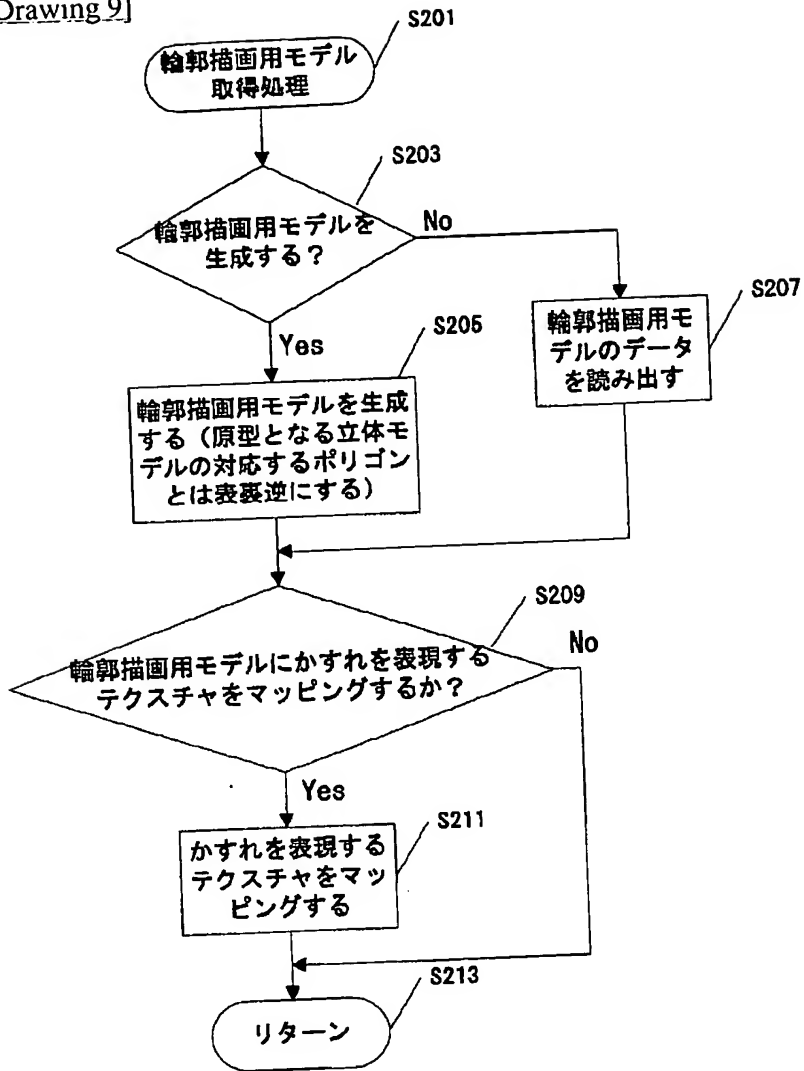 Drawing 9]
S201
輪郭描画用モデル
取得処理
S203
輪郭描画用モデルを
生成する？
No
S207
輪郭描画用モ
デルのデータ
を読み出す
Yes
S205
輪郭描画用モデルを生成
する（原型となる立体モ
デルの対応するポリゴン
とは表裏逆にする）
S209
輪郭描画用モデルにかすれを表現する
テクスチャをマッピングするか？
No
Yes
S211
かすれを表現する
テクスチャをマッ
ピングする
S213
リターン